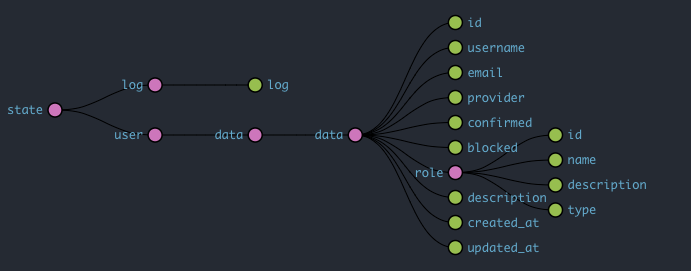 id
username
email
log
log
provider
state
confirmed
user
data
data
id
blocked
name
role
description
description
type
created_at
updated_at